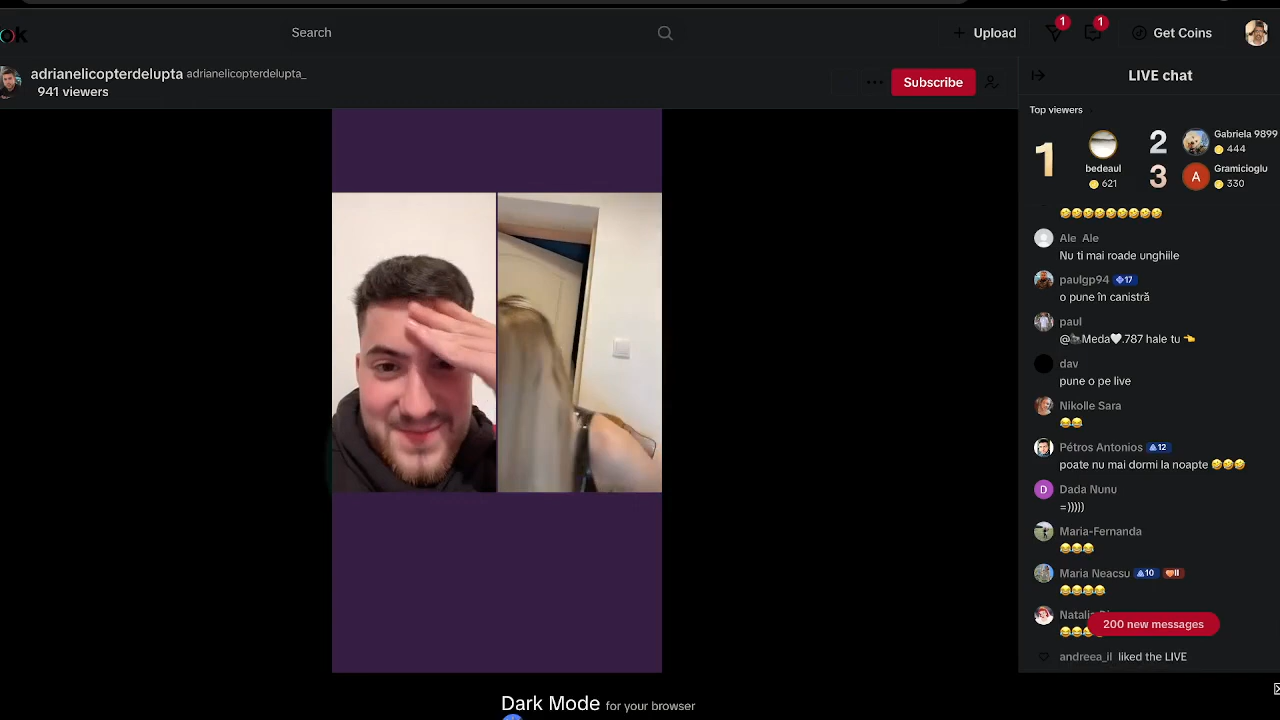 ok
Search
Upload
1
1
Get Coins
adrianelicopterdelupta adrianelicopterdelupta_
941 viewers
Subscribe
LIVE chat
Top viewers
1
bedeaul
621
2
Gabriela 9899
444
3
A
Gramicioglu
330
🤣🤣🤣🤣🤣🤣🤣🤣🤣
Ale Ale
Nu ti mai roade unghiile
paulgp94 17
o pune în canistră
paul
@🦇Meda🤍.787 hale tu 👈
dav
pune o pe live
Nikolle Sara
😂😂
Pétros Antonios 12
poate nu mai dormi la noapte 🤣🤣🤣
D
Dada Nunu
=)))))
Maria-Fernanda
😂😂😂
Maria Neacsu 10 II
😂😂😂😂
200 new messages
andreea_il liked the LIVE
Dark Mode for your browser